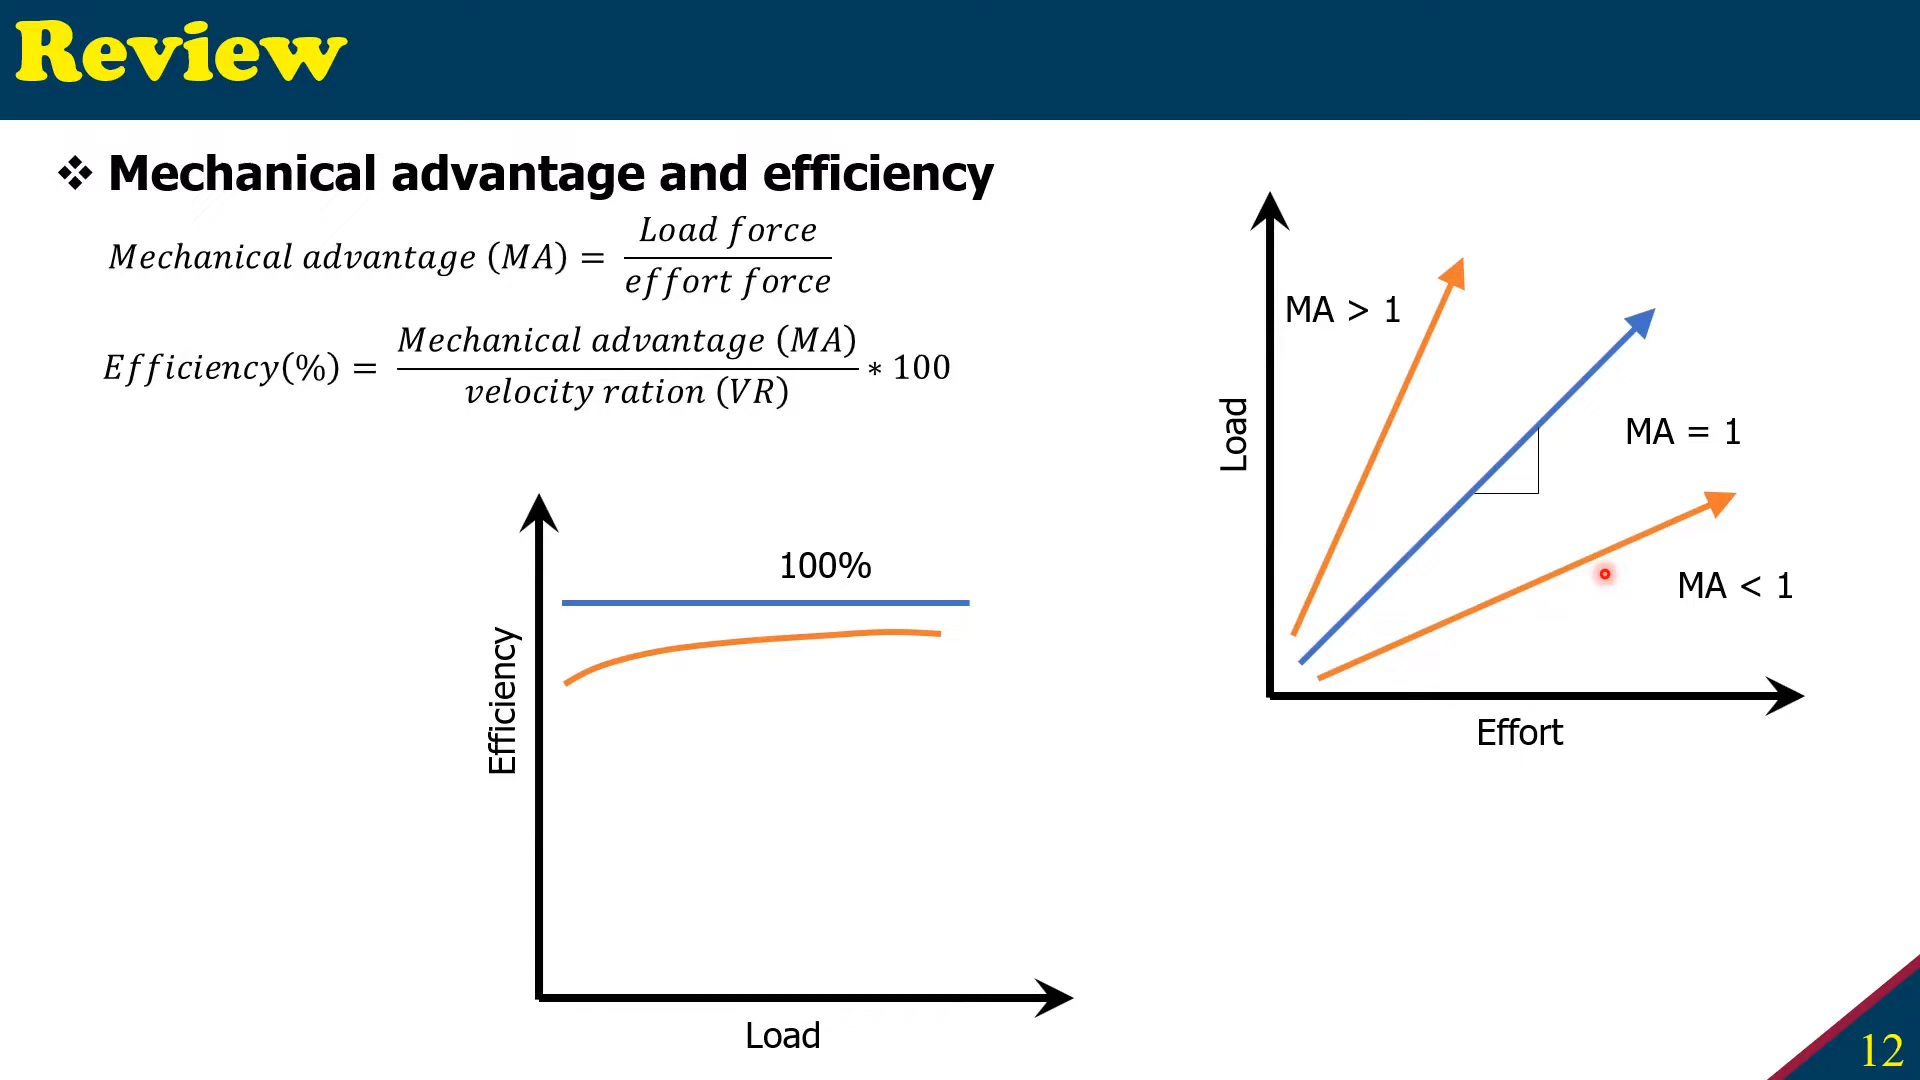 Review
❖ Mechanical advantage and efficiency
Mechanical advantage (MA) = Load force / effort force
Efficiency(%) = Mechanical advantage (MA) / velocity ration (VR) * 100
MA > 1
MA = 1
MA < 1
Load
Effort
100%
Efficiency
Load
12